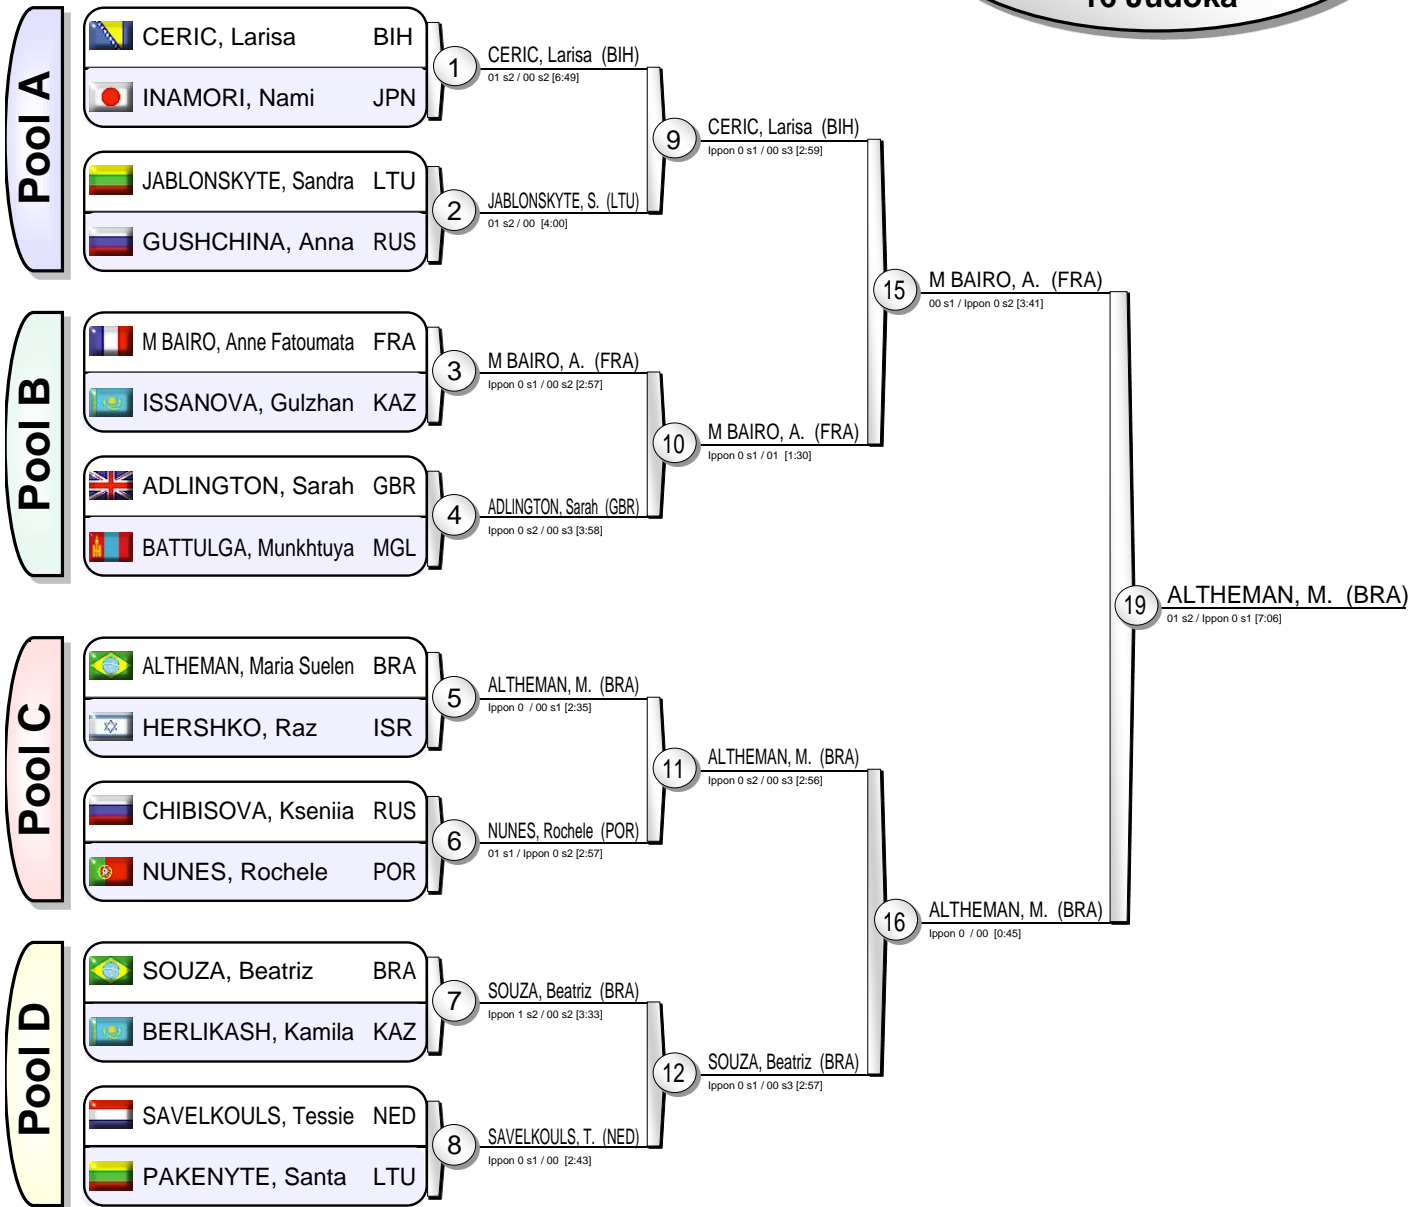 16 Judoka
Pool A
CERIC, Larisa BIH
INAMORI, Nami JPN
JABLONSKYTE, Sandra LTU
GUSHCHINA, Anna RUS
Pool B
M BAIRO, Anne Fatoumata FRA
ISSANOVA, Gulzhan KAZ
ADLINGTON, Sarah GBR
BATTULGA, Munkhtuya MGL
Pool C
ALTHEMAN, Maria Suelen BRA
HERSHKO, Raz ISR
CHIBISOVA, Kseniia RUS
NUNES, Rochele POR
Pool D
SOUZA, Beatriz BRA
BERLIKASH, Kamila KAZ
SAVELKOULS, Tessie NED
PAKENYTE, Santa LTU
1
CERIC, Larisa (BIH)
01 s2 / 00 s2 [6:49]
2
JABLONSKYTE, S. (LTU)
01 s2 / 00 [4:00]
3
M BAIRO, A. (FRA)
Ippon 0 s1 / 00 s2 [2:57]
4
ADLINGTON, Sarah (GBR)
Ippon 0 s2 / 00 s3 [3:58]
5
ALTHEMAN, M. (BRA)
Ippon 0 / 00 s1 [2:35]
6
NUNES, Rochele (POR)
01 s1 / Ippon 0 s2 [2:57]
7
SOUZA, Beatriz (BRA)
Ippon 1 s2 / 00 s2 [3:33]
8
SAVELKOULS, T. (NED)
Ippon 0 s1 / 00 [2:43]
9
CERIC, Larisa (BIH)
Ippon 0 s1 / 00 s3 [2:59]
10
M BAIRO, A. (FRA)
Ippon 0 s1 / 01 [1:30]
11
ALTHEMAN, M. (BRA)
Ippon 0 s2 / 00 s3 [2:56]
12
SOUZA, Beatriz (BRA)
Ippon 0 s1 / 00 s3 [2:57]
15
M BAIRO, A. (FRA)
00 s1 / Ippon 0 s2 [3:41]
16
ALTHEMAN, M. (BRA)
Ippon 0 / 00 [0:45]
19
ALTHEMAN, M. (BRA)
01 s2 / Ippon 0 s1 [7:06]